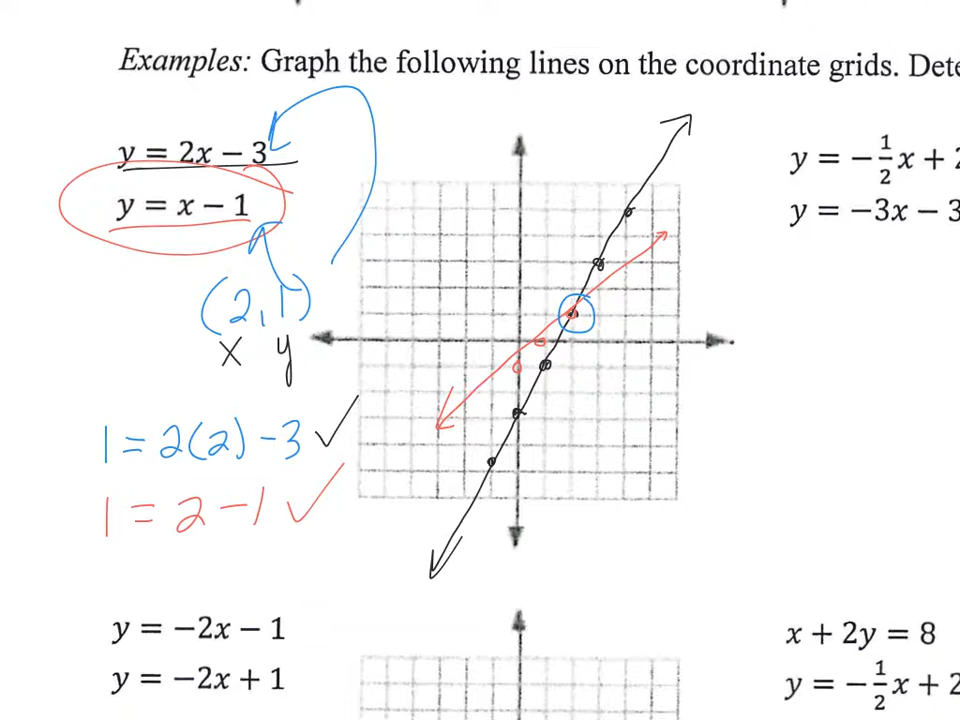 Examples: Graph the following lines on the coordinate grids.
y = 2x − 3
y = x − 1
(2, 1)
x y
1 = 2(2) − 3 ✓
1 = 2 − 1 ✓
y = −1/2x + 2
y = −3x − 3
y = −2x − 1
y = −2x + 1
x + 2y = 8
y = −1/2x + 2